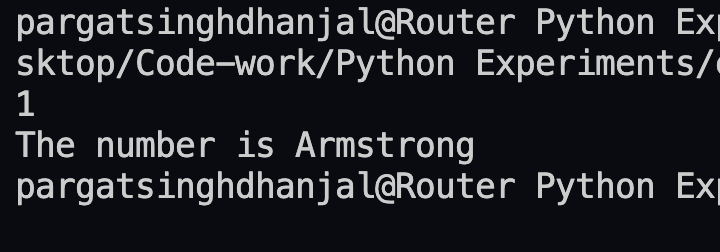 pargatsinghdhanjal@Router Python Exp
sktop/Code-work/Python Experiments/
1
The number is Armstrong
pargatsinghdhanjal@Router Python Exp